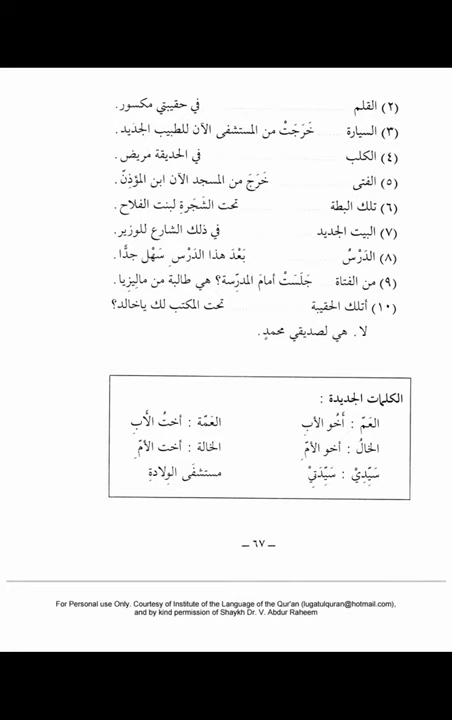 (٢) القلم ........ في حقيبتي مكسور.
(٣) السيارة ........ خَرَجَتْ من المستشفى الآن للطبيب الجديد.
(٤) الكلب ........ في الحديقة مريض.
(٥) الفتى ........ خَرَجَ من المسجد الآن ابن المؤذِنّ.
(٦) تلك البطة ........ تحت الشَجَرةِ لبنت الفلاح.
(٧) البيت الجديد ........ في ذلك الشارع للوزير.
(٨) الدَرْسُ ........ بَعْدَ هذا الدَرْسِ سَهْل جدًّا.
(٩) من الفتاة ........ جَلَسَتْ أمامَ المدرّسة؟ هي طالبة من ماليزيا.
(١٠) أتلك الحقيبة ........ تحت المكتب لك ياخالد؟
لا. هي لصديقي محمدٍ.
الكلمات الجديدة :
العَمّ : أَخُو الأبِ العَمّة : أختُ الأَبِ
الخالُ : أخو الأمّ الخالة : أخت الأمّ
سَيِّدِيْ : سَيِّدَتِيْ مستشفَى الوِلادةِ
— ٦٧ —
For Personal use Only. Courtesy of Institute of the Language of the Qur'an (lugatulquran@hotmail.com),
and by kind permission of Shaykh Dr. V. Abdur Raheem